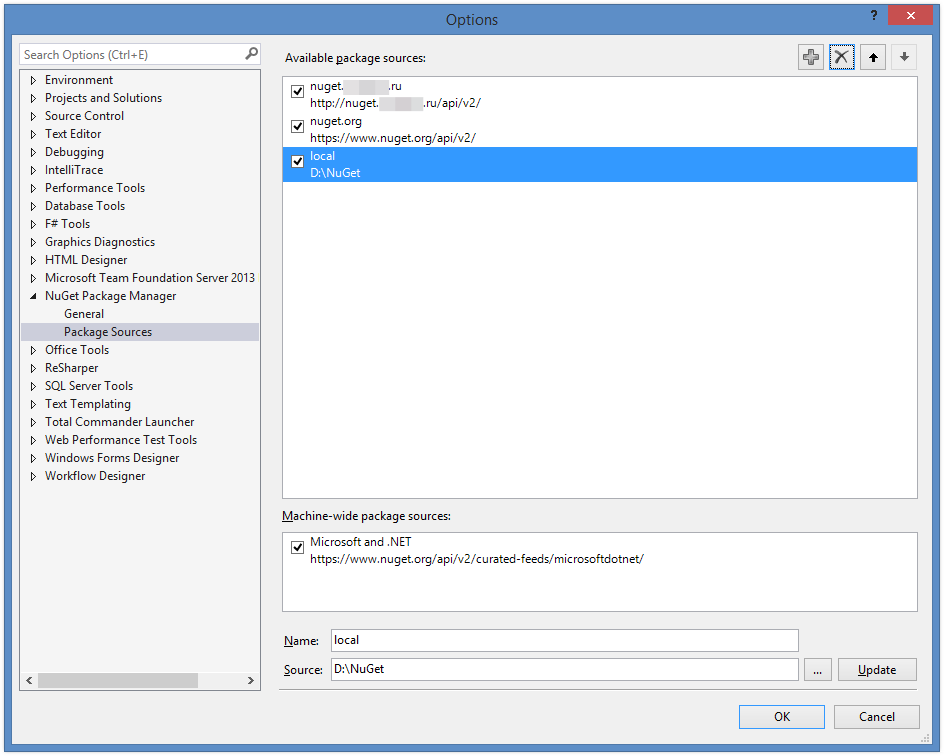 Options
?
Search Options (Ctrl+E)
Environment
Projects and Solutions
Source Control
Text Editor
Debugging
IntelliTrace
Performance Tools
Database Tools
F# Tools
Graphics Diagnostics
HTML Designer
Microsoft Team Foundation Server 2013
NuGet Package Manager
General
Package Sources
Office Tools
ReSharper
SQL Server Tools
Text Templating
Total Commander Launcher
Web Performance Test Tools
Windows Forms Designer
Workflow Designer
Available package sources:
nuget. .ru
http://nuget. .ru/api/v2/
nuget.org
https://www.nuget.org/api/v2/
local
D:\NuGet
Machine-wide package sources:
Microsoft and .NET
https://www.nuget.org/api/v2/curated-feeds/microsoftdotnet/
Name: local
Source: D:\NuGet ... Update
OK Cancel